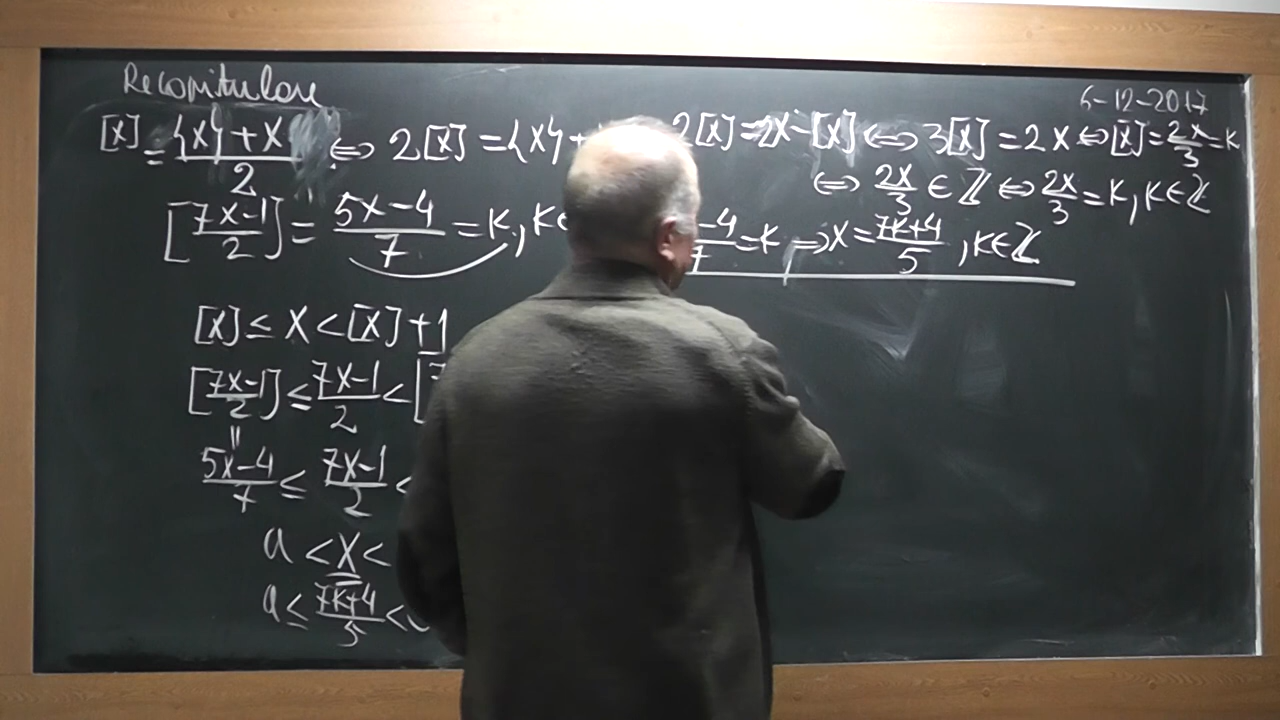 Recapitulare
6-12-2017
[x] = {x} + x / 2 ⇔ 2[x] = {x} + 2[x] = 2x - [x] ⇔ 3[x] = 2x ⇔ [x] = 2x/3 = k
⇔ 2x/3 ∈ ℤ ⇔ 2x/3 = k, k ∈ ℤ
[7x-1/2] = 5x-4/7 = k, k∈ -4/7 = k ⇒ x = 7k+4/5, k∈ℤ
[x] ≤ x < [x] + 1
[7x-1/2] ≤ 7x-1/2 < [7
5x-4/7 ≤ 7x-1/2 <
a < x <
a ≤ 7k+4/5 <